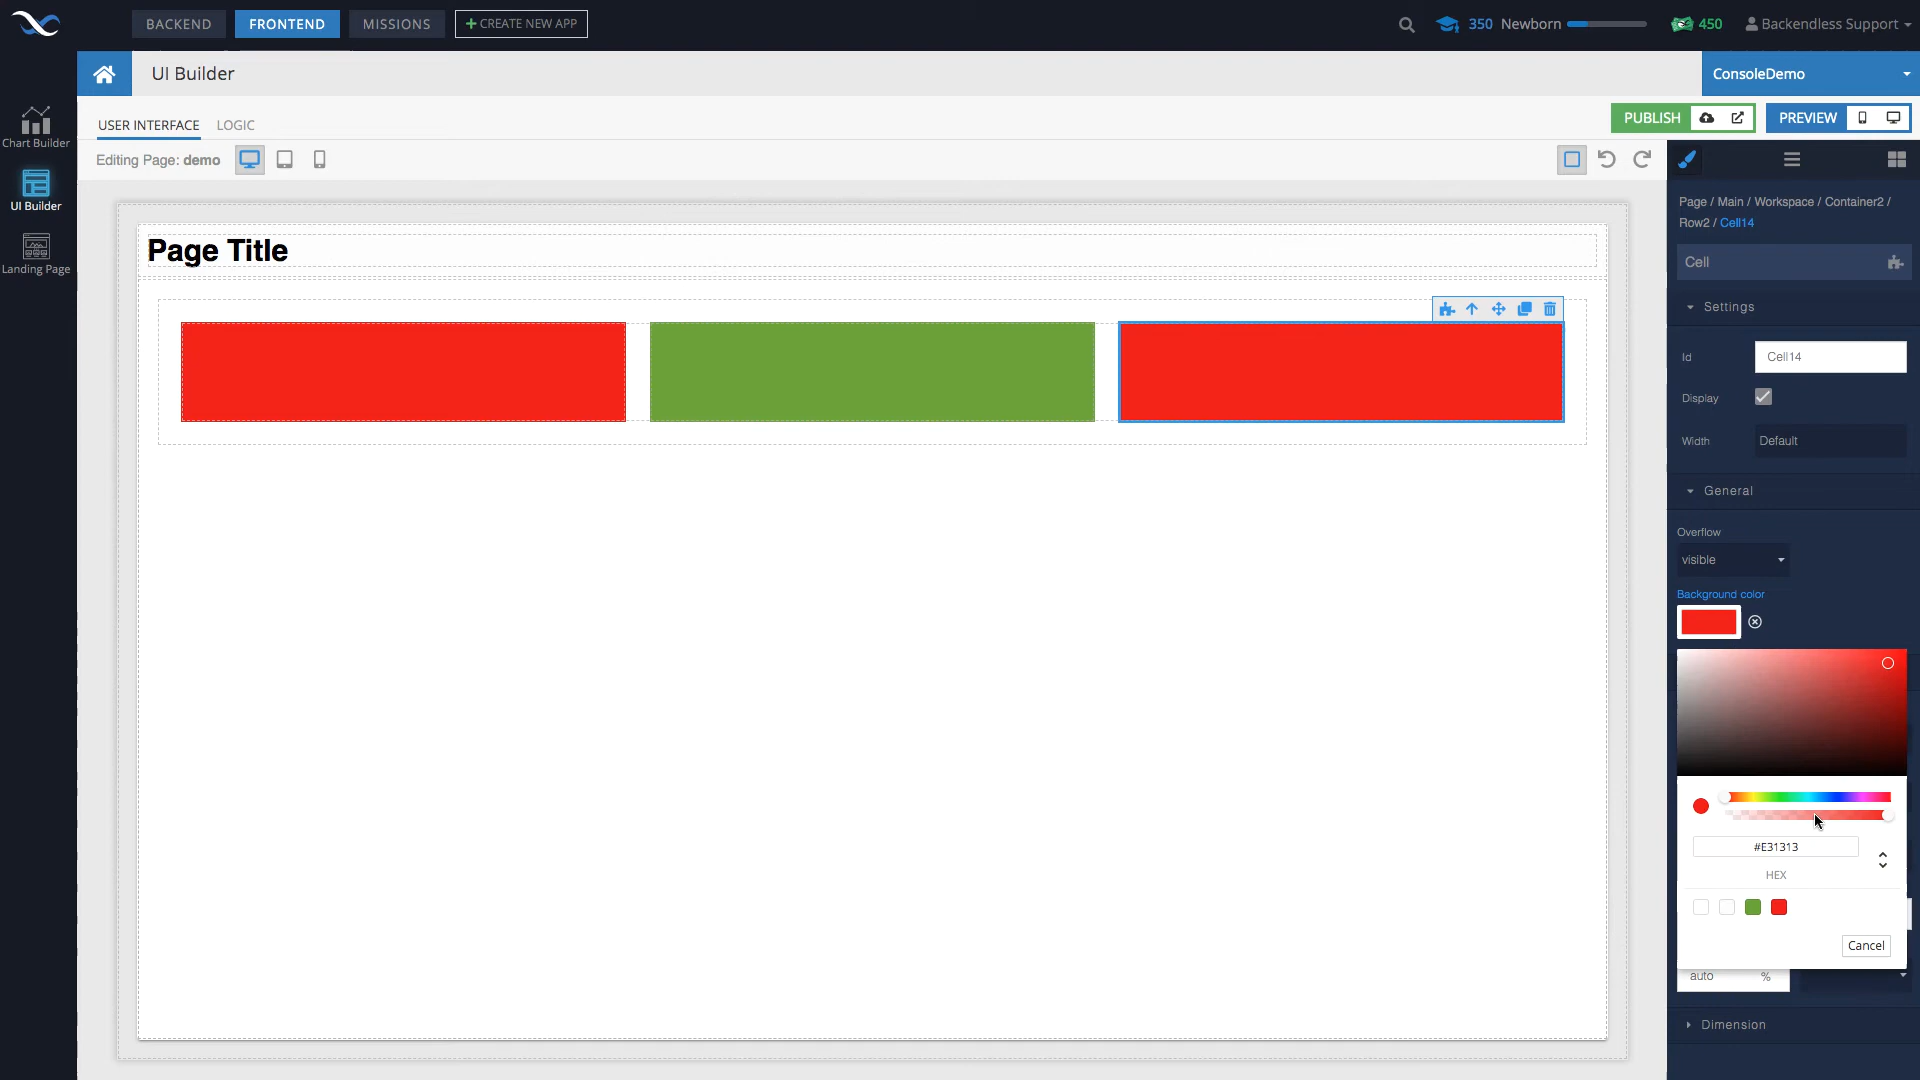 BACKEND FRONTEND MISSIONS + CREATE NEW APP 350 Newborn 450 Backendless Support
UI Builder ConsoleDemo
USER INTERFACE LOGIC PUBLISH PREVIEW
Editing Page: demo
Chart Builder
UI Builder
Landing Page
Page Title
Page / Main / Workspace / Container2 /
Row2 / Cell14
Cell
Settings
Id Cell14
Display
Width Default
General
Overflow
visible
Background color
#E31313
HEX
Cancel
auto %
Dimension